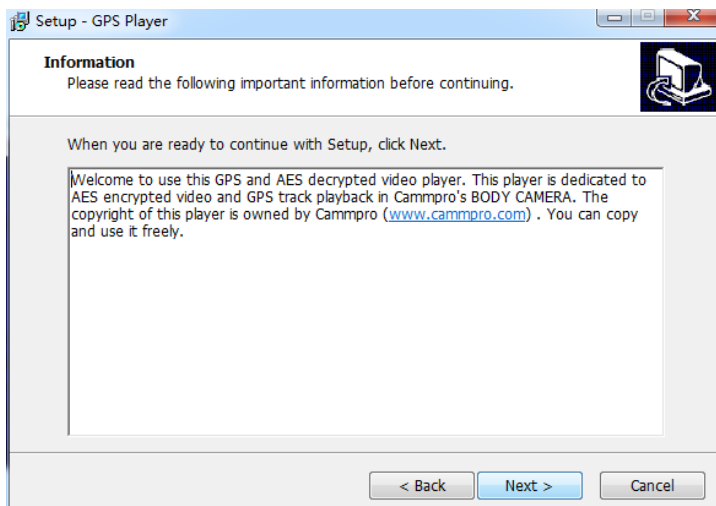 Setup - GPS Player
Information
Please read the following important information before continuing.
When you are ready to continue with Setup, click Next.
Welcome to use this GPS and AES decrypted video player. This player is dedicated to
AES encrypted video and GPS track playback in Cammpro's BODY CAMERA. The
copyright of this player is owned by Cammpro (www.cammpro.com) . You can copy
and use it freely.
< Back
Next >
Cancel